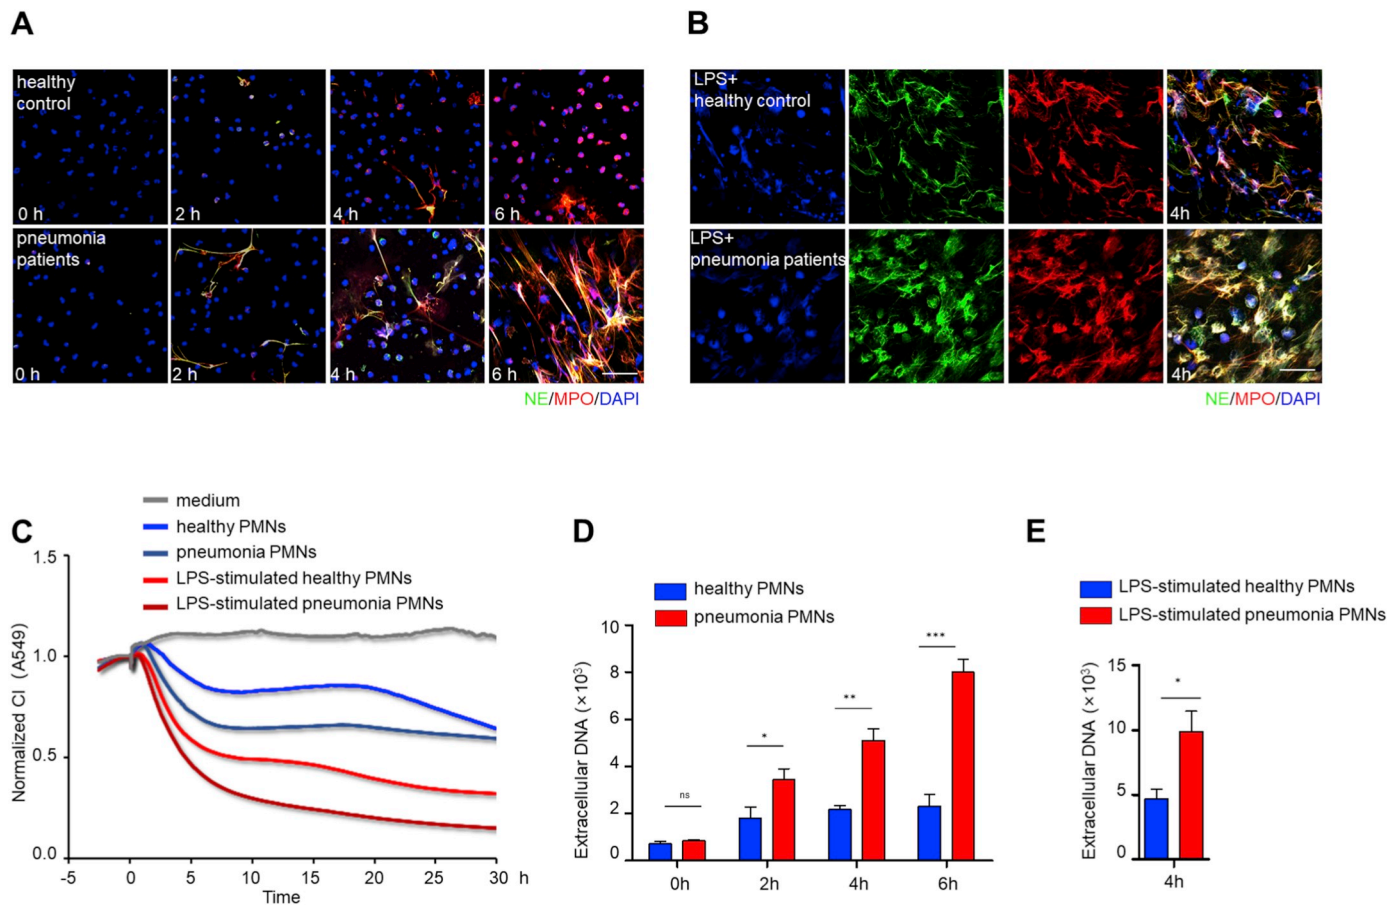 A
B
healthy
control
0 h
2 h
4 h
6 h
pneumonia
patients
0 h
2 h
4 h
6 h
NE/MPO/DAPI
LPS+
healthy control
4h
LPS+
pneumonia patients
4h
NE/MPO/DAPI
C
medium
healthy PMNs
pneumonia PMNs
LPS-stimulated healthy PMNs
LPS-stimulated pneumonia PMNs
Normalized CI (A549)
1.5
1.0
0.5
0.0
-5 0 5 10 15 20 25 30 h
Time
D
healthy PMNs
pneumonia PMNs
Extracellular DNA (×10³)
10
8
6
4
2
0
ns
*
**
***
0h 2h 4h 6h
E
LPS-stimulated healthy PMNs
LPS-stimulated pneumonia PMNs
Extracellular DNA (×10³)
15
10
5
0
*
4h